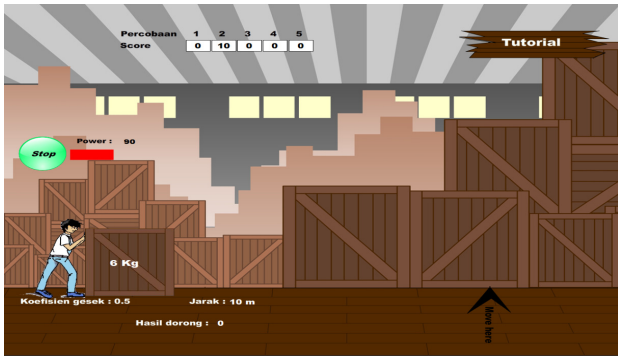 Percobaan 1 2 3 4 5
Score 0 10 0 0 0
Tutorial
Power : 90
Stop
6 Kg
Koefisien gesek : 0.5 Jarak : 10 m
Hasil dorong : 0
Move here